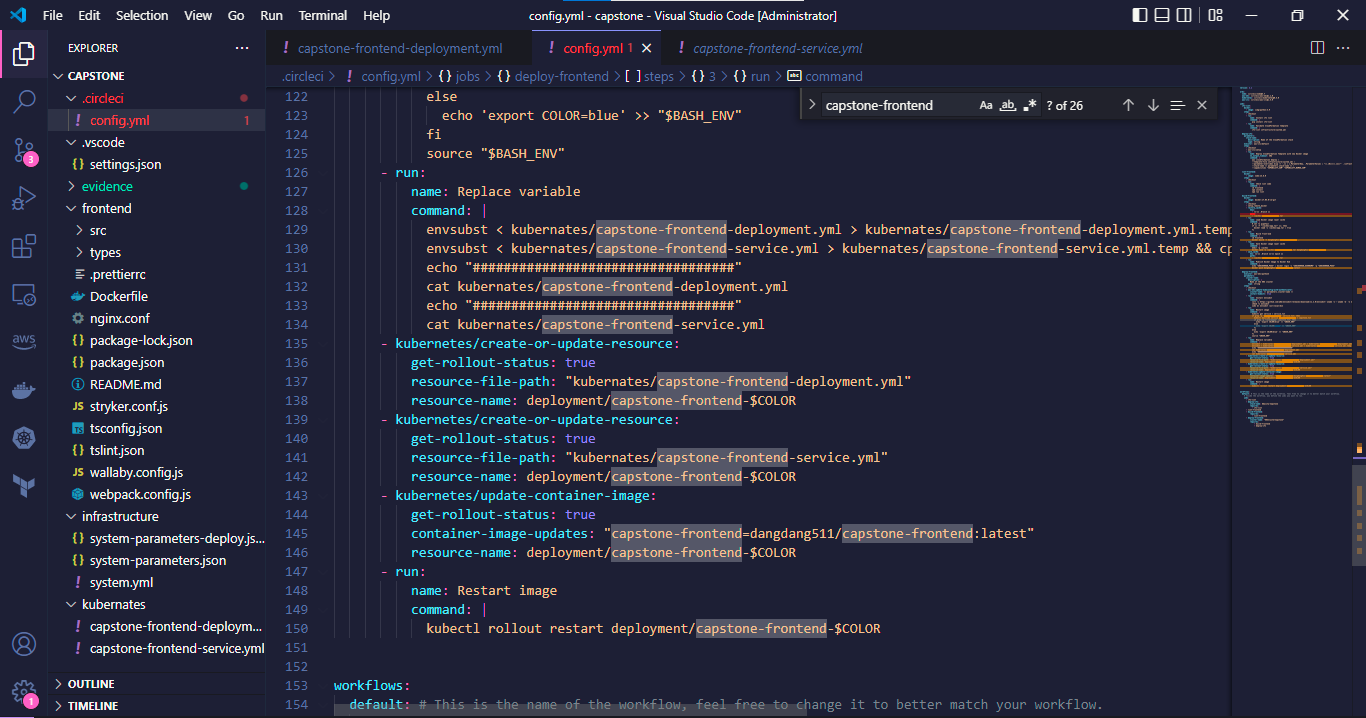 File Edit Selection View Go Run Terminal Help
config.yml - capstone - Visual Studio Code [Administrator]
EXPLORER
CAPSTONE
.circleci
config.yml 1
.vscode
settings.json
evidence
frontend
src
types
.prettierrc
Dockerfile
nginx.conf
package-lock.json
package.json
README.md
stryker.conf.js
tsconfig.json
tslint.json
wallaby.config.js
webpack.config.js
infrastructure
system-parameters-deploy.js...
system-parameters.json
system.yml
kubernates
capstone-frontend-deploym...
capstone-frontend-service.yml
OUTLINE
TIMELINE
3
aws
1
capstone-frontend-deployment.yml
config.yml 1
capstone-frontend-service.yml
.circleci > config.yml > {} jobs > {} deploy-frontend > [ ] steps > {} 3 > {} run > abc command
capstone-frontend Aa ab .* ? of 26
122 else
123 echo 'export COLOR=blue' >> "$BASH_ENV"
124 fi
125 source "$BASH_ENV"
126 - run:
127 name: Replace variable
128 command: |
129 envsubst < kubernates/capstone-frontend-deployment.yml > kubernates/capstone-frontend-deployment.yml.temp
130 envsubst < kubernates/capstone-frontend-service.yml > kubernates/capstone-frontend-service.yml.temp && cp
131 echo "##################################"
132 cat kubernates/capstone-frontend-deployment.yml
133 echo "##################################"
134 cat kubernates/capstone-frontend-service.yml
135 - kubernetes/create-or-update-resource:
136 get-rollout-status: true
137 resource-file-path: "kubernates/capstone-frontend-deployment.yml"
138 resource-name: deployment/capstone-frontend-$COLOR
139 - kubernetes/create-or-update-resource:
140 get-rollout-status: true
141 resource-file-path: "kubernates/capstone-frontend-service.yml"
142 resource-name: deployment/capstone-frontend-$COLOR
143 - kubernetes/update-container-image:
144 get-rollout-status: true
145 container-image-updates: "capstone-frontend=dangdang511/capstone-frontend:latest"
146 resource-name: deployment/capstone-frontend-$COLOR
147 - run:
148 name: Restart image
149 command: |
150 kubectl rollout restart deployment/capstone-frontend-$COLOR
151
152
153 workflows:
154 default: # This is the name of the workflow, feel free to change it to better match your workflow.